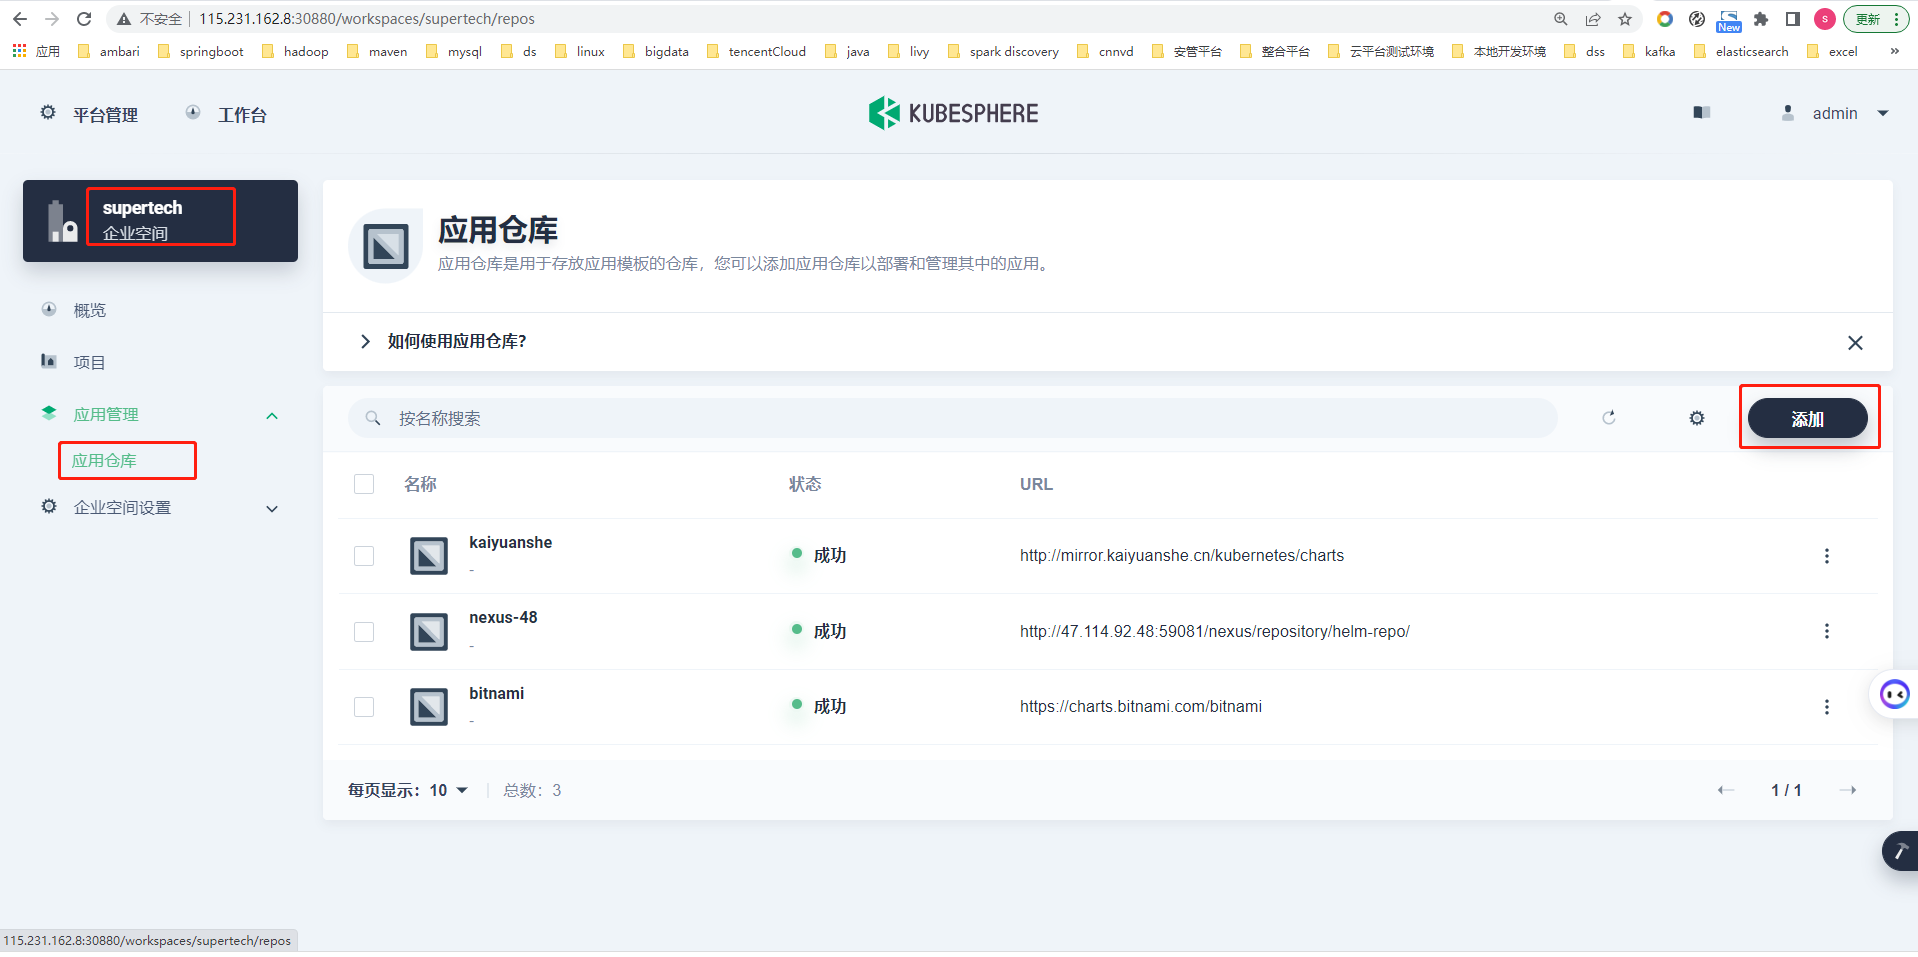 不安全 115.231.162.8:30880/workspaces/supertech/repos
S 更新
New
应用 ambari springboot hadoop maven mysql ds linux bigdata tencentCloud java livy spark discovery cnnvd 安管平台 整合平台 云平台测试环境 本地开发环境 dss kafka elasticsearch excel »
平台管理 工作台 KUBESPHERE admin
supertech
企业空间
概览
项目
应用管理
应用仓库
企业空间设置
应用仓库
应用仓库是用于存放应用模板的仓库，您可以添加应用仓库以部署和管理其中的应用。
如何使用应用仓库？
按名称搜索 添加
名称 状态 URL
kaiyuanshe
-
成功 http://mirror.kaiyuanshe.cn/kubernetes/charts
nexus-48
-
成功 http://47.114.92.48:59081/nexus/repository/helm-repo/
bitnami
-
成功 https://charts.bitnami.com/bitnami
每页显示：10 总数：3 1 / 1
115.231.162.8:30880/workspaces/supertech/repos